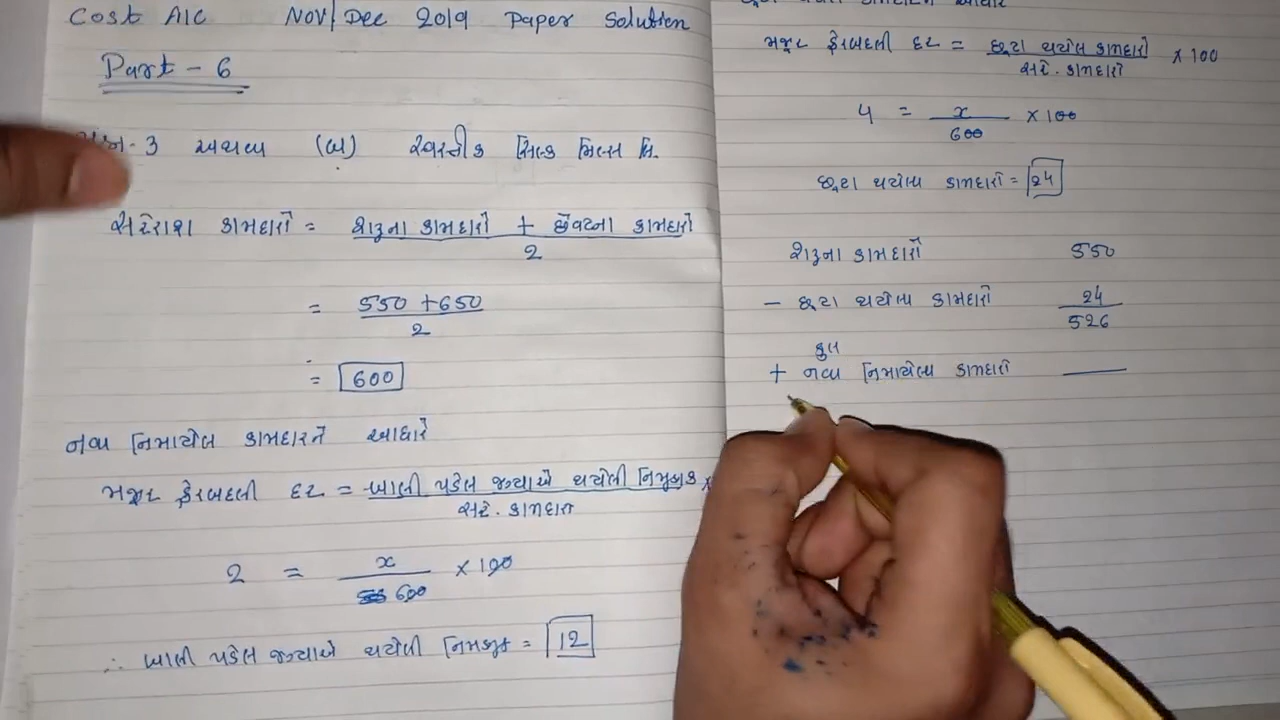 Cost A/C Nov/Dec 2019 Paper Solution
Part - 6
- 3 અથવા (બ) સિલ્ક મિલ્સ લિ.
સરેરાશ કામદારો = શરૂના કામદારો + છેવટના કામદારો
2
= 550 + 650
2
= 600
નવા નિમાયેલ કામદારને આધારે
મજૂર ફેરબદલી દર = ખાલી પડેલ જગ્યાએ થયેલી નિમણૂક ×
સરે. કામદાર
2 = x × 100
600
∴ ખાલી પડેલ જગ્યાએ થયેલી નિમણૂક = 12
મજૂર ફેરબદલી દર = છૂટા થયેલ કામદારો × 100
સરે. કામદારો
4 = x × 100
600
છૂટા થયેલા કામદારો = 24
શરૂના કામદારો 550
- છૂટા થયેલા કામદારો 24
526
કુલ
+ નવા નિમાયેલા કામદારો